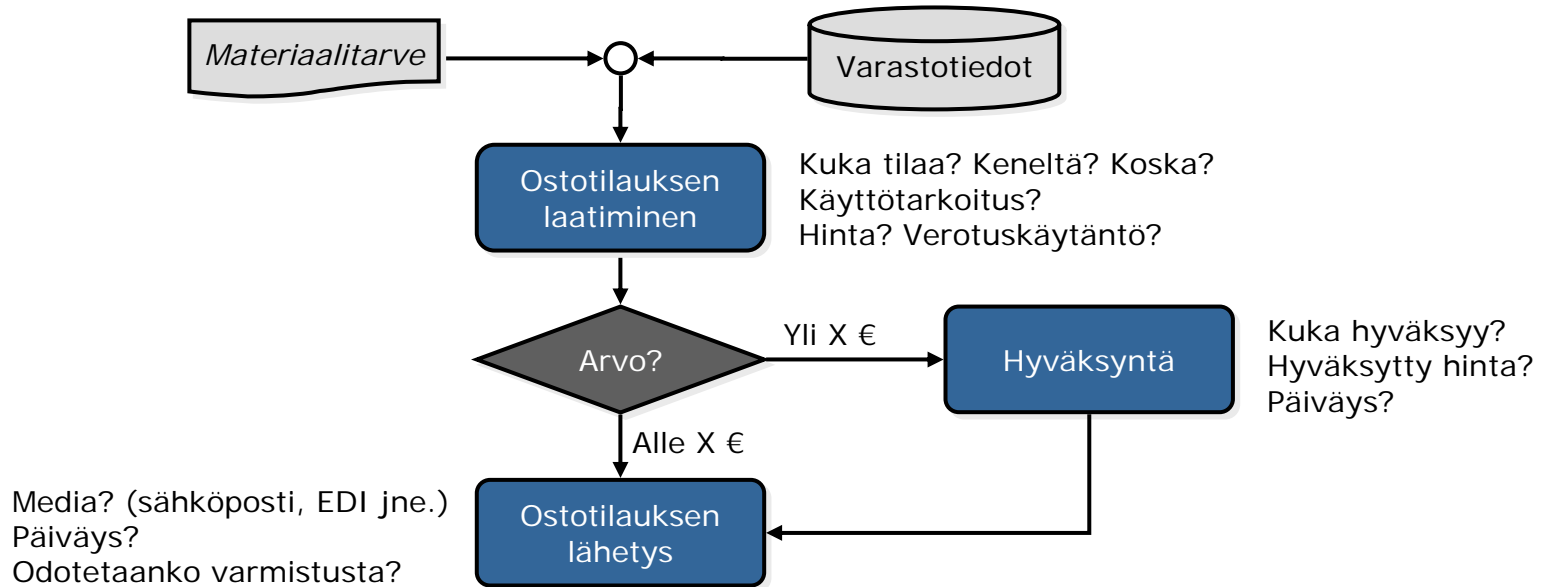 Materiaalitarve
Varastotiedot
Ostotilauksen
laatiminen
Kuka tilaa? Keneltä? Koska?
Käyttötarkoitus?
Hinta? Verotuskäytäntö?
Arvo?
Yli X €
Hyväksyntä
Kuka hyväksyy?
Hyväksytty hinta?
Päiväys?
Alle X €
Media? (sähköposti, EDI jne.)
Päiväys?
Odotetaanko varmistusta?
Ostotilauksen
lähetys